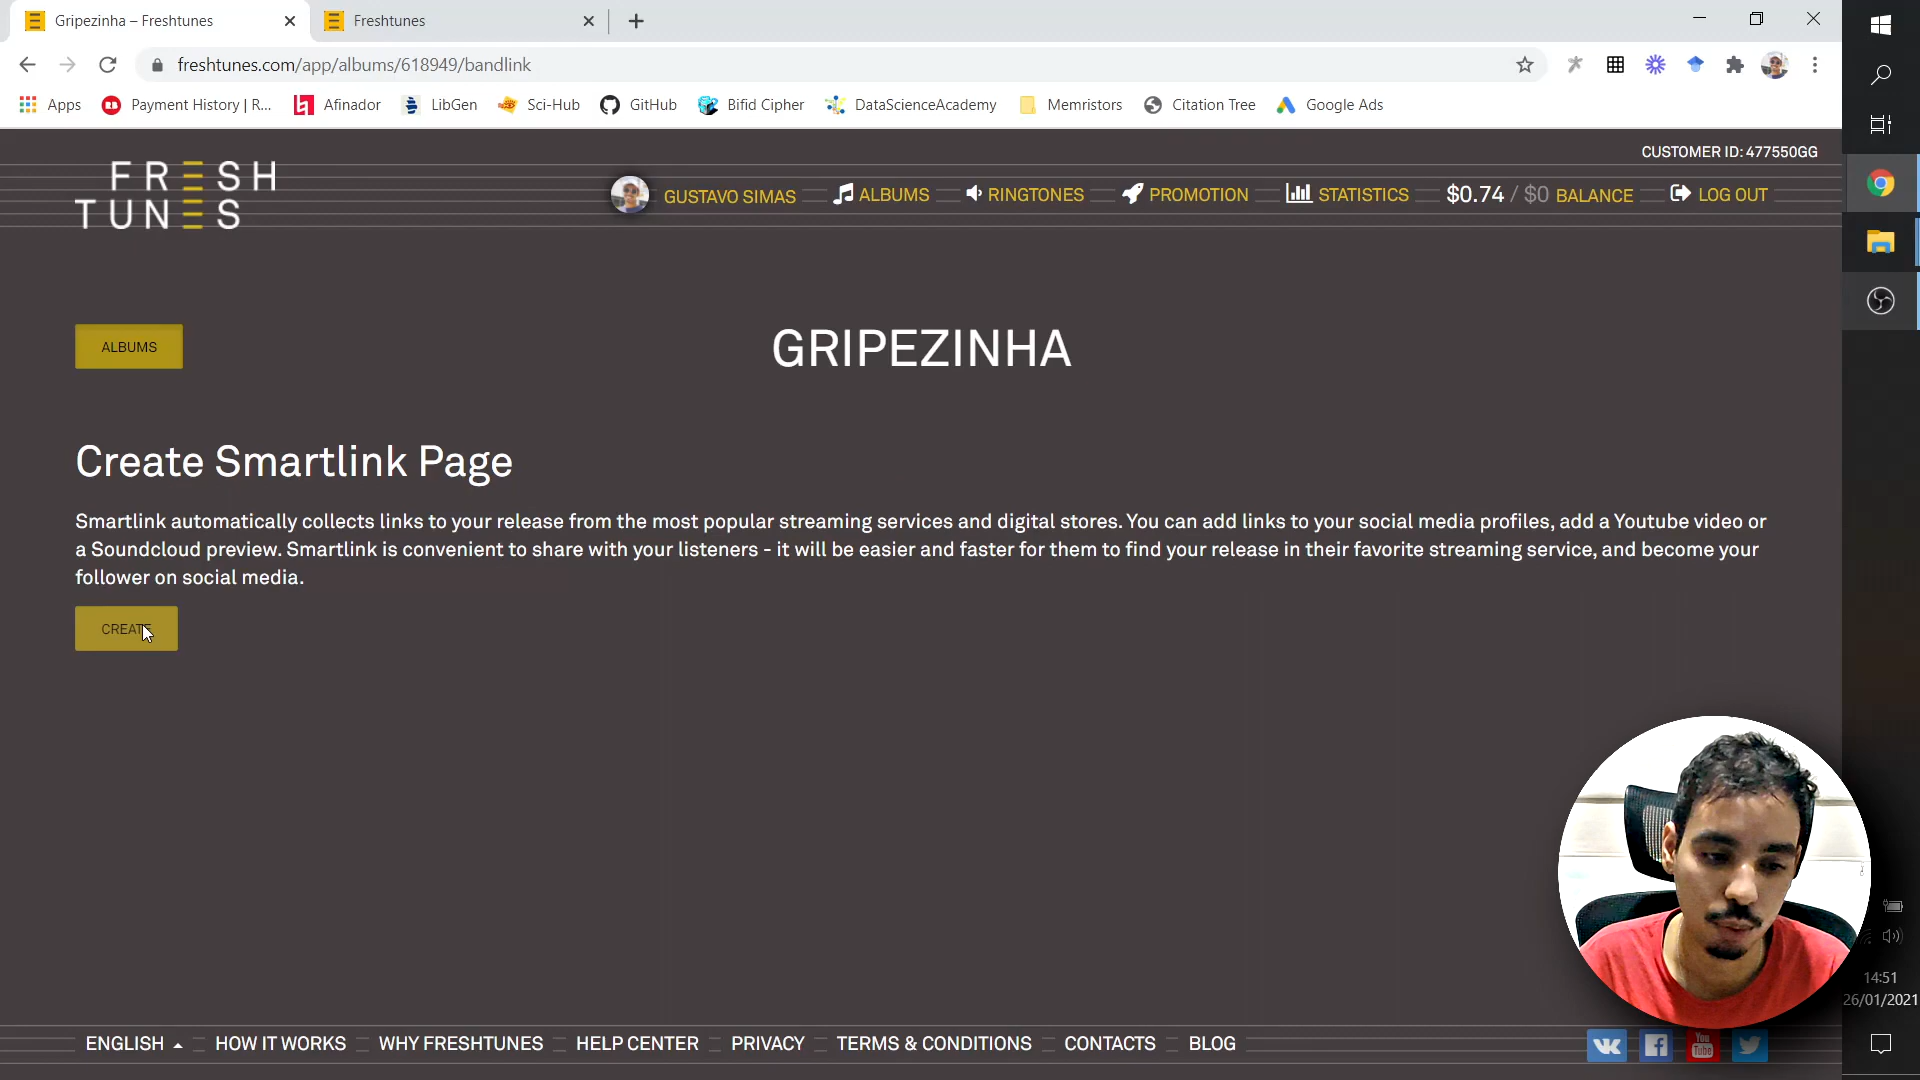 Gripezinha – Freshtunes
Freshtunes
freshtunes.com/app/albums/618949/bandlink
Apps
Payment History | R...
Afinador
LibGen
Sci-Hub
GitHub
Bifid Cipher
DataScienceAcademy
Memristors
Citation Tree
Google Ads
CUSTOMER ID: 477550GG
FRESH
TUNES
GUSTAVO SIMAS
ALBUMS
RINGTONES
PROMOTION
STATISTICS
$0.74 / $0 BALANCE
LOG OUT
ALBUMS
GRIPEZINHA
Create Smartlink Page
Smartlink automatically collects links to your release from the most popular streaming services and digital stores. You can add links to your social media profiles, add a Youtube video or
a Soundcloud preview. Smartlink is convenient to share with your listeners - it will be easier and faster for them to find your release in their favorite streaming service, and become your
follower on social media.
CREATE
14:51
26/01/2021
ENGLISH
HOW IT WORKS
WHY FRESHTUNES
HELP CENTER
PRIVACY
TERMS & CONDITIONS
CONTACTS
BLOG
You
Tube